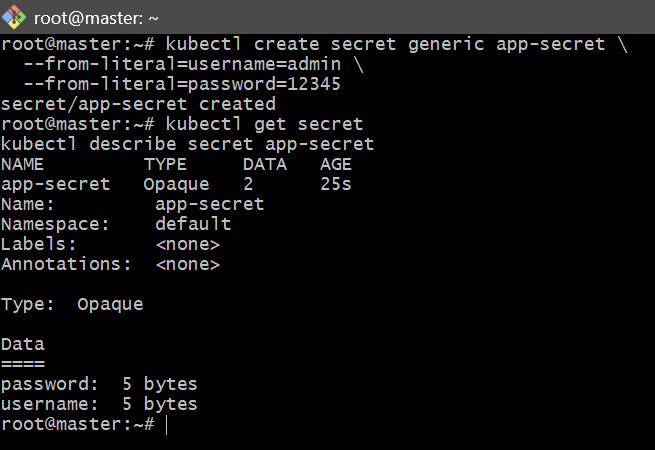 root@master: ~
root@master:~# kubectl create secret generic app-secret \
  --from-literal=username=admin \
  --from-literal=password=12345
secret/app-secret created
root@master:~# kubectl get secret
kubectl describe secret app-secret
NAME         TYPE     DATA   AGE
app-secret   Opaque   2      25s
Name:         app-secret
Namespace:    default
Labels:       <none>
Annotations:  <none>

Type:  Opaque

Data
====
password:  5 bytes
username:  5 bytes
root@master:~#